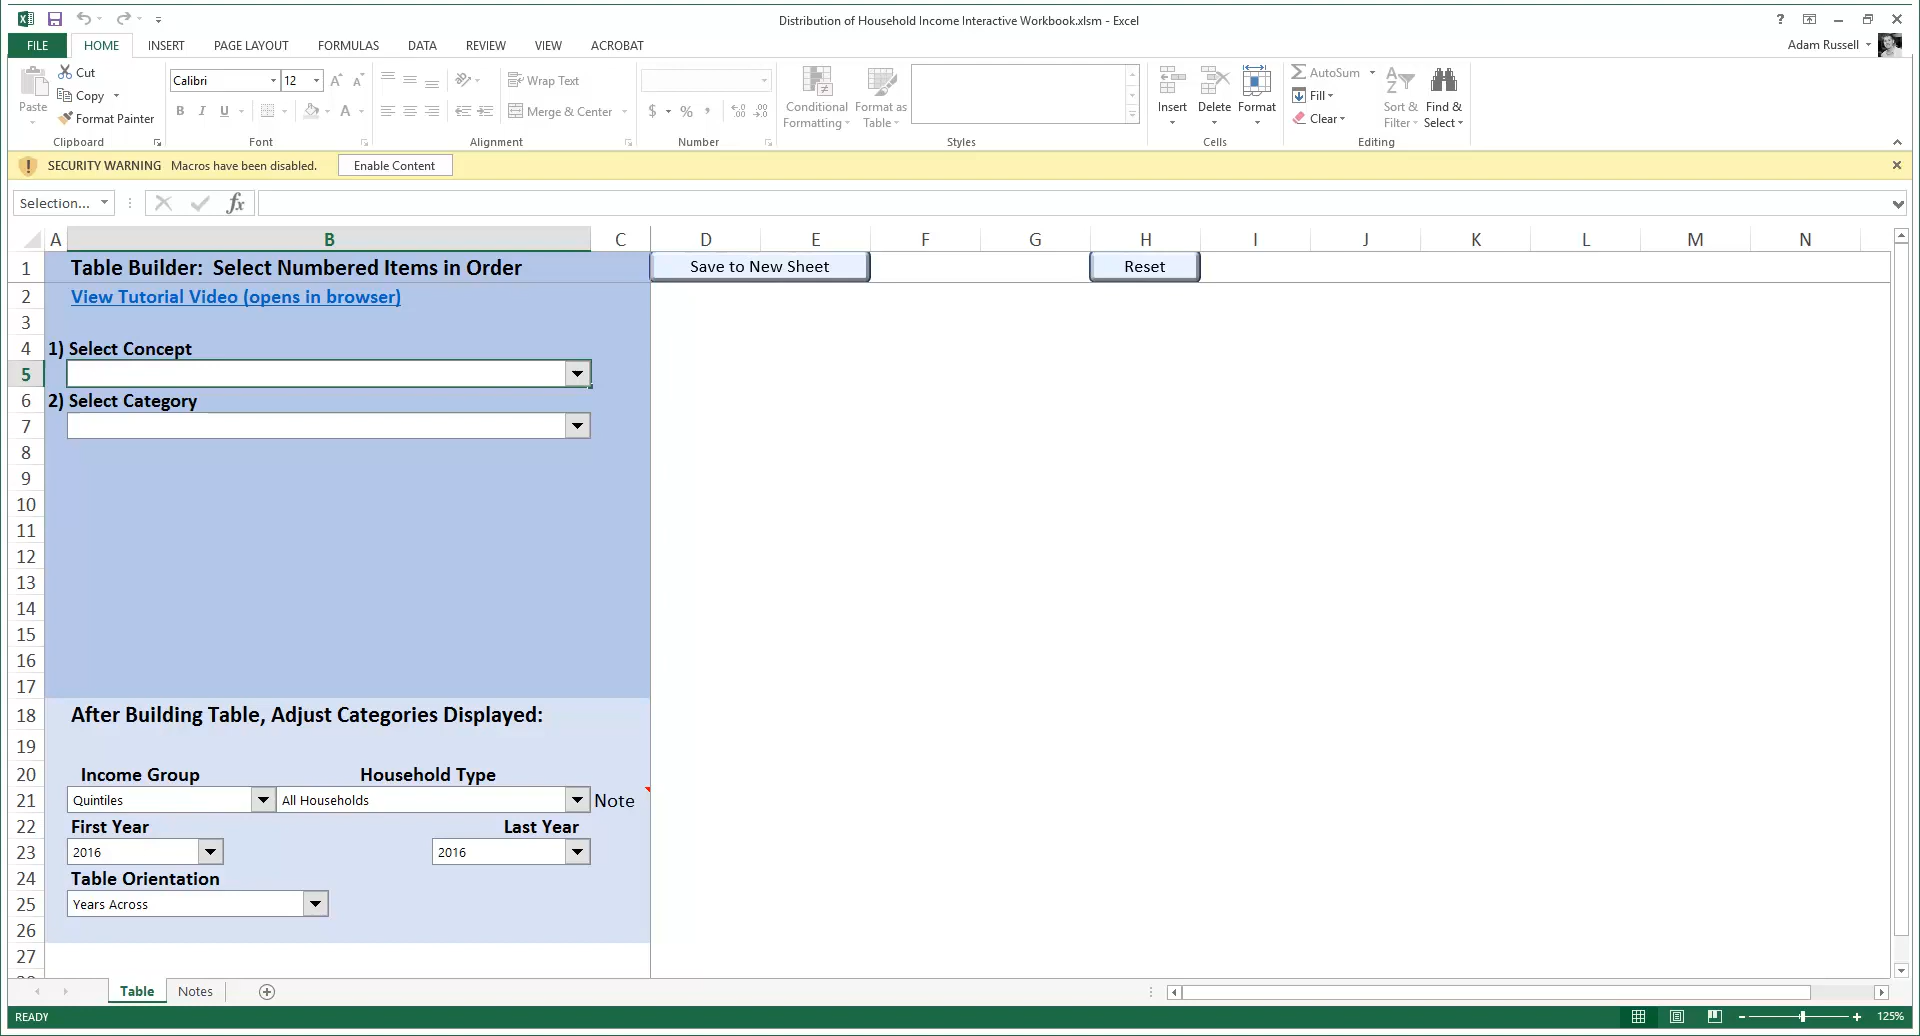 Distribution of Household Income Interactive Workbook.xlsm - Excel
?
FILE HOME INSERT PAGE LAYOUT FORMULAS DATA REVIEW VIEW ACROBAT
Adam Russell
Paste
Cut
Copy
Format Painter
Clipboard
Calibri 12
B I U
Font
Wrap Text
Merge & Center
Alignment
$ % ,
Number
Conditional Formatting
Format as Table
Styles
Insert
Delete
Format
Cells
AutoSum
Fill
Clear
Sort & Filter
Find & Select
Editing
SECURITY WARNING Macros have been disabled. Enable Content
Selection... fx
A B C D E F G H I J K L M N
1 Table Builder: Select Numbered Items in Order Save to New Sheet Reset
2 View Tutorial Video (opens in browser)
3
4 1) Select Concept
5
6 2) Select Category
7
8
9
10
11
12
13
14
15
16
17
18 After Building Table, Adjust Categories Displayed:
19
20 Income Group Household Type
21 Quintiles All Households Note
22 First Year Last Year
23 2016 2016
24 Table Orientation
25 Years Across
26
27
Table Notes
READY 125%